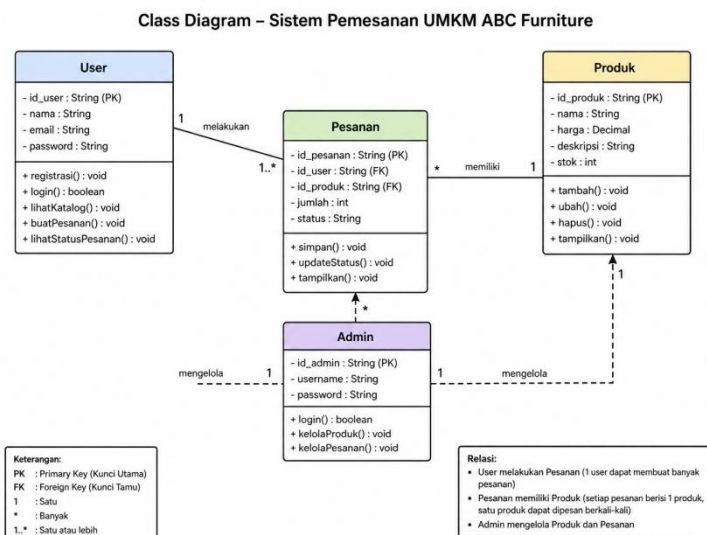 Class Diagram – Sistem Pemesanan UMKM ABC Furniture
User
- id_user : String (PK)
- nama : String
- email : String
- password : String
+ registrasi() : void
+ login() : boolean
+ lihatKatalog() : void
+ buatPesanan() : void
+ lihatStatusPesanan() : void
1
melakukan
1..*
Pesanan
- id_pesanan : String (PK)
- id_user : String (FK)
- id_produk : String (FK)
- jumlah : int
- status : String
+ simpan() : void
+ updateStatus() : void
+ tampilkan() : void
*
memiliki
1
Produk
- id_produk : String (PK)
- nama : String
- harga : Decimal
- deskripsi : String
- stok : int
+ tambah() : void
+ ubah() : void
+ hapus() : void
+ tampilkan() : void
1
*
Admin
- id_admin : String (PK)
- username : String
- password : String
+ login() : boolean
+ kelolaProduk() : void
+ kelolaPesanan() : void
mengelola
1
1
mengelola
Keterangan:
PK : Primary Key (Kunci Utama)
FK : Foreign Key (Kunci Tamu)
1 : Satu
* : Banyak
1..* : Satu atau lebih
Relasi:
• User melakukan Pesanan (1 user dapat membuat banyak
pesanan)
• Pesanan memiliki Produk (setiap pesanan berisi 1 produk,
satu produk dapat dipesan berkali-kali)
• Admin mengelola Produk dan Pesanan